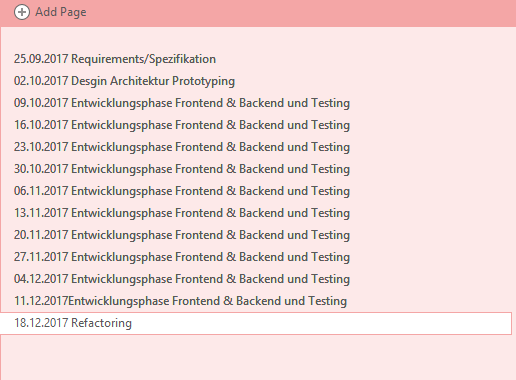 Add Page
25.09.2017 Requirements/Spezifikation
02.10.2017 Desgin Architektur Prototyping
09.10.2017 Entwicklungsphase Frontend & Backend und Testing
16.10.2017 Entwicklungsphase Frontend & Backend und Testing
23.10.2017 Entwicklungsphase Frontend & Backend und Testing
30.10.2017 Entwicklungsphase Frontend & Backend und Testing
06.11.2017 Entwicklungsphase Frontend & Backend und Testing
13.11.2017 Entwicklungsphase Frontend & Backend und Testing
20.11.2017 Entwicklungsphase Frontend & Backend und Testing
27.11.2017 Entwicklungsphase Frontend & Backend und Testing
04.12.2017 Entwicklungsphase Frontend & Backend und Testing
11.12.2017Entwicklungsphase Frontend & Backend und Testing
18.12.2017 Refactoring